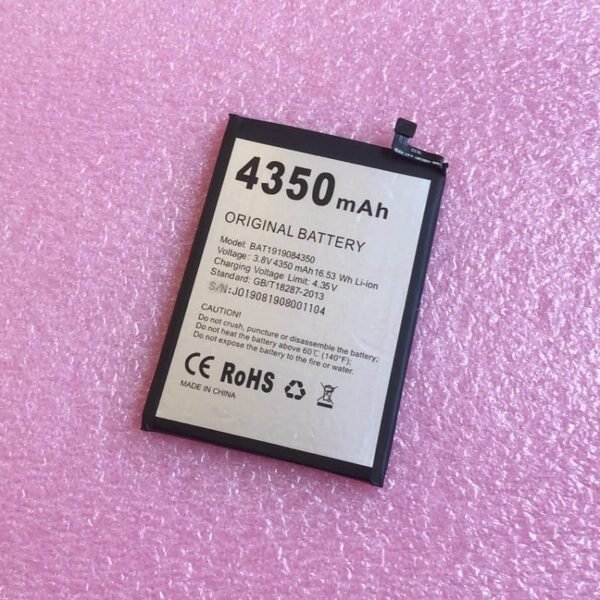 4350mAh
ORIGINAL BATTERY
Model: BAT1919084350
Voltage: 3.8V 4350 mAh16.53 Wh Li-ion
Charging Voltage Limit: 4.35V
Standard: GB/T18287-2013
S/N:J019081908001104
CAUTION!
Do not crush, puncture or disassemble the battery;
Do not heat the battery above 60℃ (140°F);
Do not expose the battery to the fire or water.
CE RoHS
MADE IN CHINA